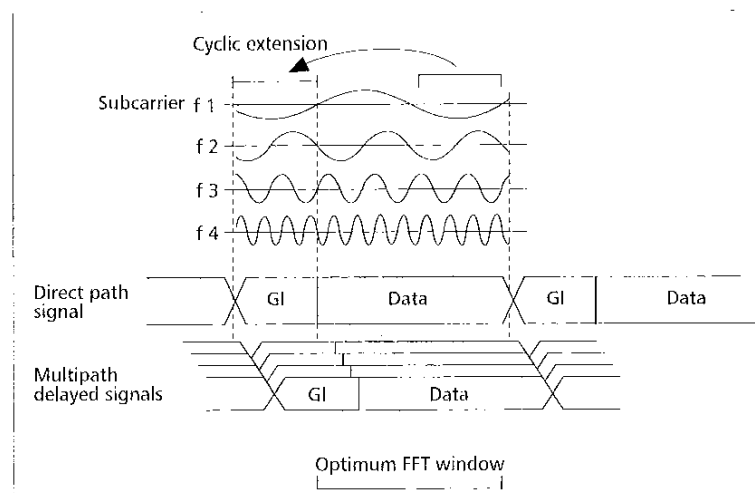 Cyclic extension
Subcarrier f 1
f 2
f 3
f 4
Direct path
signal
GI
Data
GI
Data
Multipath
delayed signals
GI
Data
Optimum FFT window